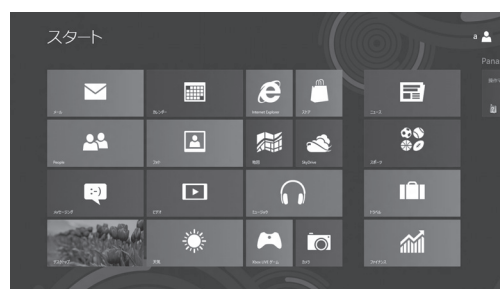 スタート
a
Pana
メール
カレンダー
Internet Explorer
ストア
ニュース
People
フォト
地図
SkyDrive
スポーツ
メッセージング
ビデオ
ミュージック
トラベル
デスクトップ
天気
Xbox LIVE ゲーム
カメラ
ファイナンス